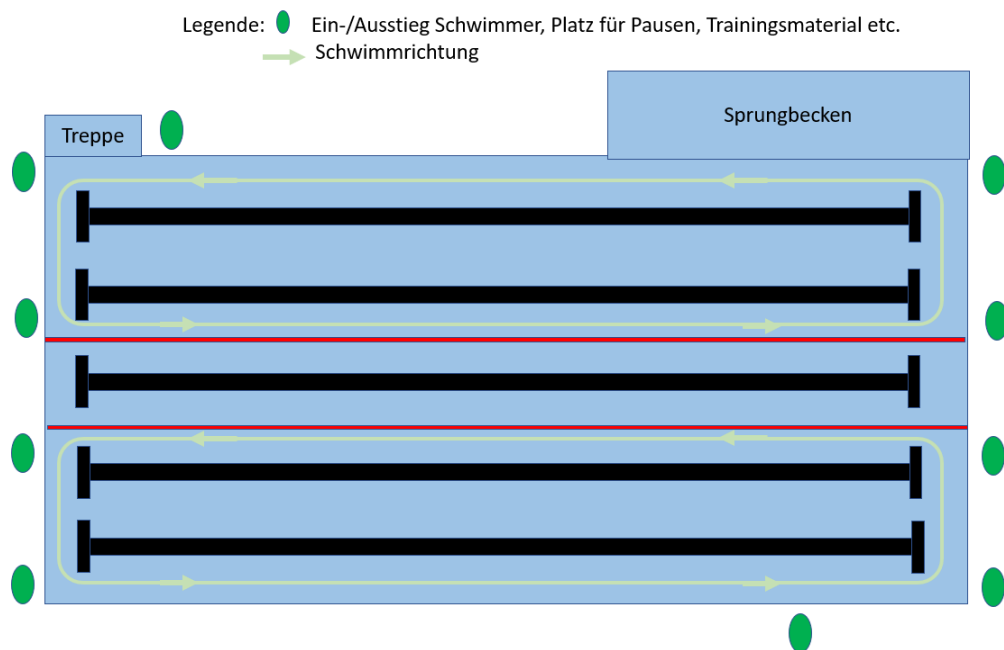 Legende: Ein-/Ausstieg Schwimmer, Platz für Pausen, Trainingsmaterial etc.
Schwimmrichtung
Sprungbecken
Treppe